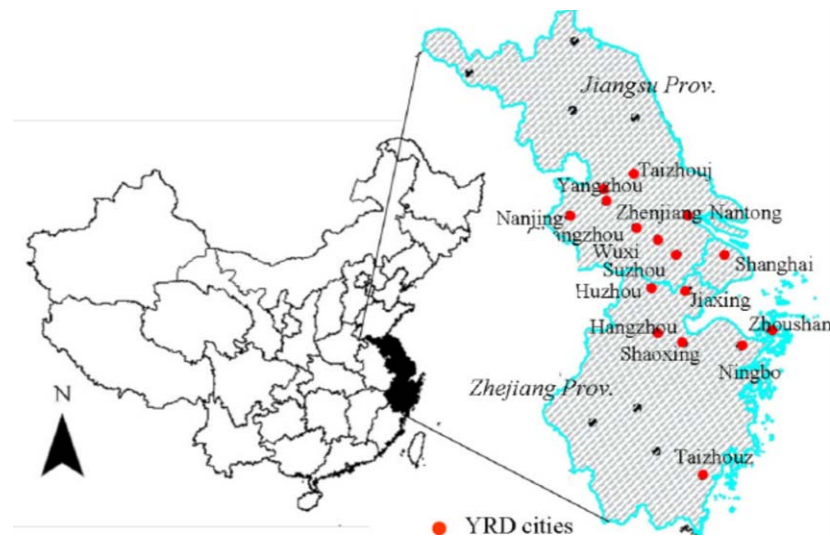 Jiangsu Prov.
Taizhouj
Yangzhou
Zhenjiang
Nantong
Nanjing
Wuxi
Suzhou
Shanghai
Huzhou
Jiaxing
Hangzhou
Zhoushan
Shaoxing
Ningbo
Zhejiang Prov.
N
Taizhouz
YRD cities